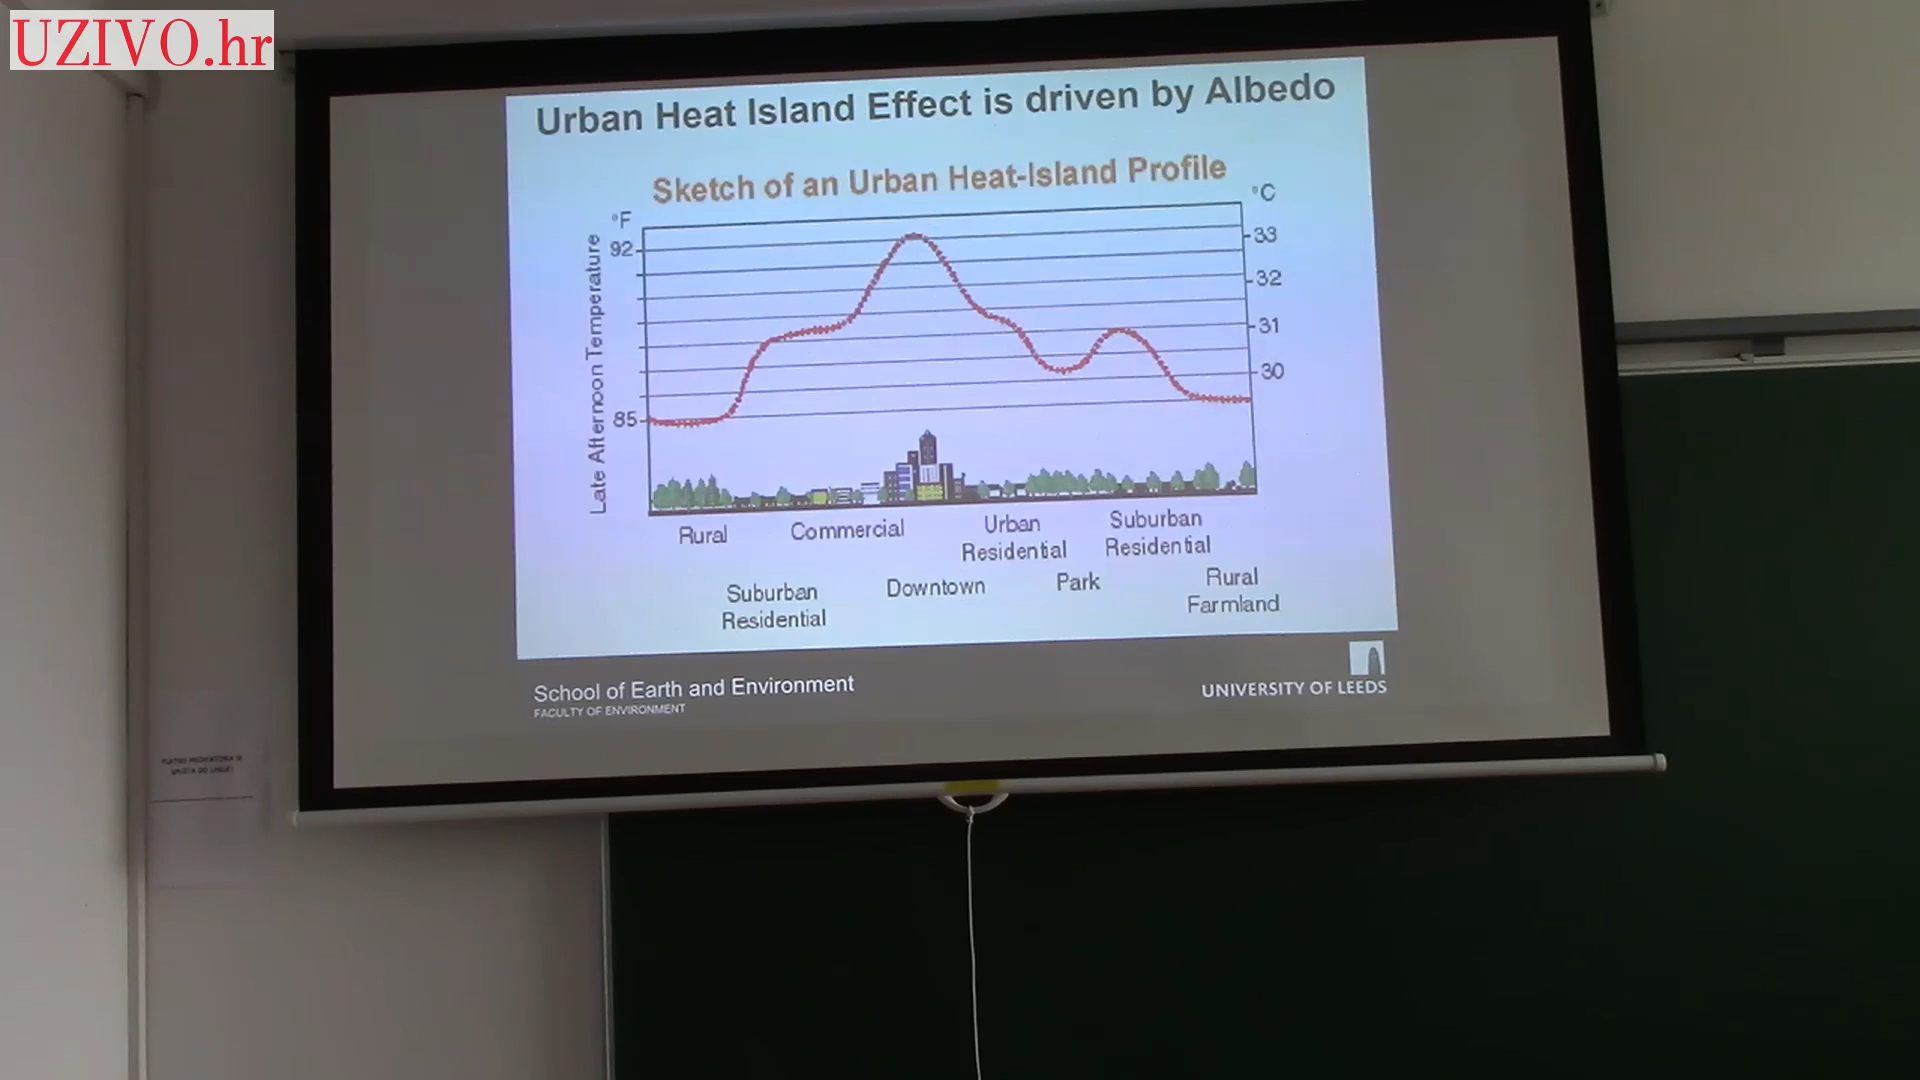 UZIVO.hr
Urban Heat Island Effect is driven by Albedo
Sketch of an Urban Heat-Island Profile
°F
°C
Late Afternoon Temperature
92
85
33
32
31
30
Rural
Commercial
Urban
Residential
Suburban
Residential
Suburban
Residential
Downtown
Park
Rural
Farmland
School of Earth and Environment
FACULTY OF ENVIRONMENT
UNIVERSITY OF LEEDS